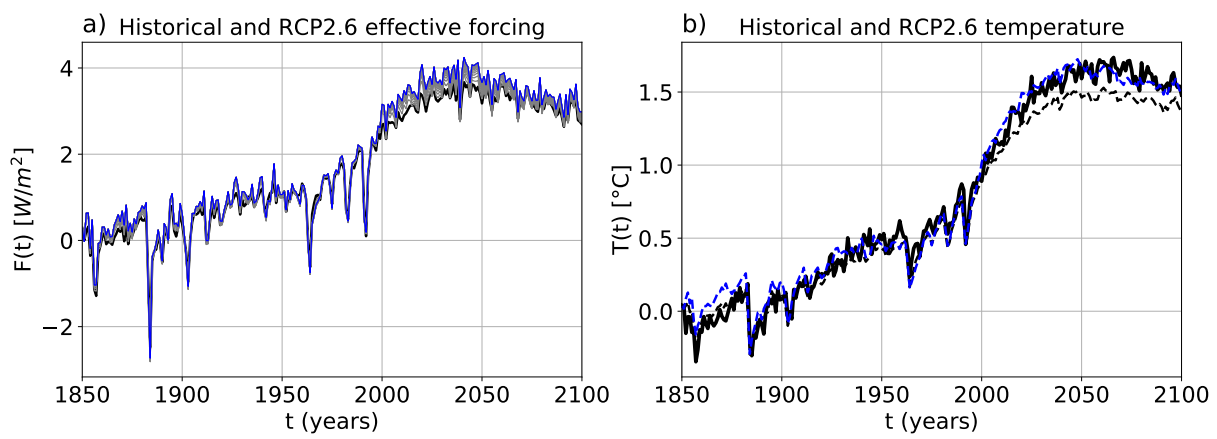 a) Historical and RCP2.6 effective forcing
F(t) [W/m²]
4
2
0
−2
1850 1900 1950 2000 2050 2100
t (years)
b) Historical and RCP2.6 temperature
T(t) [°C]
1.5
1.0
0.5
0.0
1850 1900 1950 2000 2050 2100
t (years)